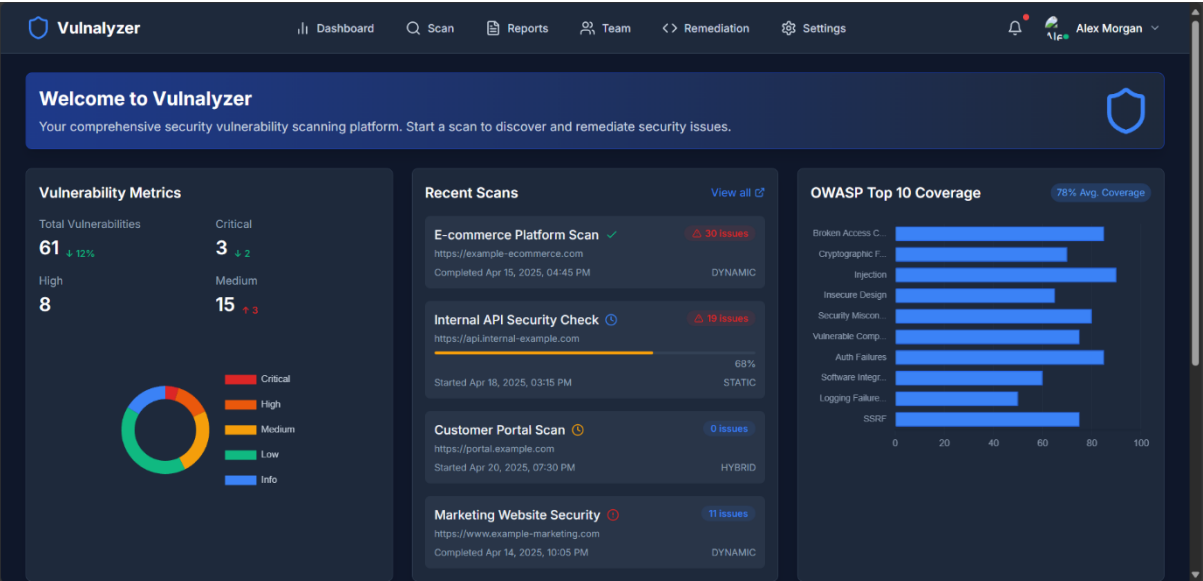 Vulnalyzer
Dashboard
Scan
Reports
Team
Remediation
Settings
Alex Morgan
Welcome to Vulnalyzer
Your comprehensive security vulnerability scanning platform. Start a scan to discover and remediate security issues.
Vulnerability Metrics
Total Vulnerabilities
61 ↓ 12%
Critical
3 ↓ 2
High
8
Medium
15 ↑ 3
Critical
High
Medium
Low
Info
Recent Scans
View all
E-commerce Platform Scan
30 issues
https://example-ecommerce.com
Completed Apr 15, 2025, 04:45 PM
DYNAMIC
Internal API Security Check
19 issues
https://api.internal-example.com
68%
Started Apr 18, 2025, 03:15 PM
STATIC
Customer Portal Scan
0 issues
https://portal.example.com
Started Apr 20, 2025, 07:30 PM
HYBRID
Marketing Website Security
11 issues
https://www.example-marketing.com
Completed Apr 14, 2025, 10:05 PM
DYNAMIC
OWASP Top 10 Coverage
78% Avg. Coverage
Broken Access C...
Cryptographic F...
Injection
Insecure Design
Security Miscon...
Vulnerable Comp...
Auth Failures
Software Integr...
Logging Failure...
SSRF
0 20 40 60 80 100